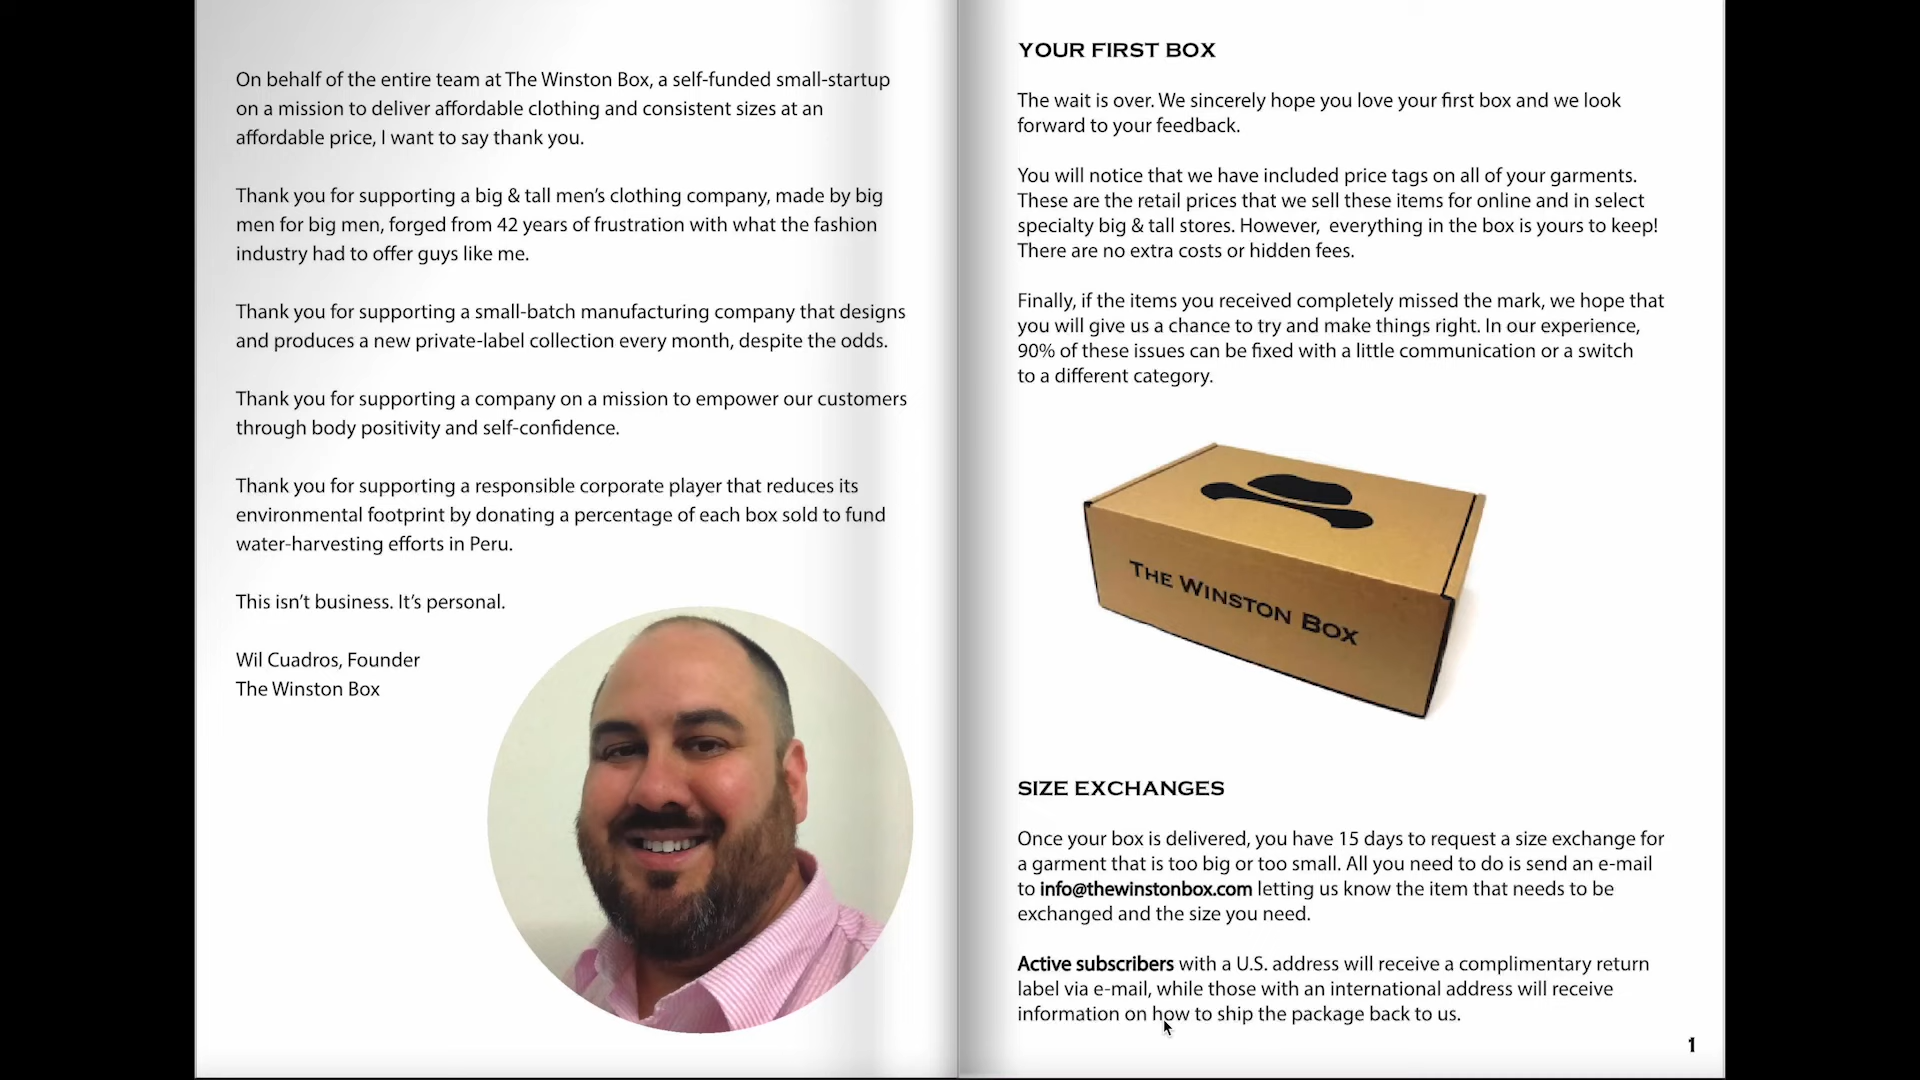 On behalf of the entire team at The Winston Box, a self-funded small-startup
on a mission to deliver affordable clothing and consistent sizes at an
affordable price, I want to say thank you.
Thank you for supporting a big & tall men's clothing company, made by big
men for big men, forged from 42 years of frustration with what the fashion
industry had to offer guys like me.
Thank you for supporting a small-batch manufacturing company that designs
and produces a new private-label collection every month, despite the odds.
Thank you for supporting a company on a mission to empower our customers
through body positivity and self-confidence.
Thank you for supporting a responsible corporate player that reduces its
environmental footprint by donating a percentage of each box sold to fund
water-harvesting efforts in Peru.
This isn't business. It's personal.
Wil Cuadros, Founder
The Winston Box
YOUR FIRST BOX
The wait is over. We sincerely hope you love your first box and we look
forward to your feedback.
You will notice that we have included price tags on all of your garments.
These are the retail prices that we sell these items for online and in select
specialty big & tall stores. However, everything in the box is yours to keep!
There are no extra costs or hidden fees.
Finally, if the items you received completely missed the mark, we hope that
you will give us a chance to try and make things right. In our experience,
90% of these issues can be fixed with a little communication or a switch
to a different category.
THE WINSTON BOX
SIZE EXCHANGES
Once your box is delivered, you have 15 days to request a size exchange for
a garment that is too big or too small. All you need to do is send an e-mail
to info@thewinstonbox.com letting us know the item that needs to be
exchanged and the size you need.
Active subscribers with a U.S. address will receive a complimentary return
label via e-mail, while those with an international address will receive
information on how to ship the package back to us.
1